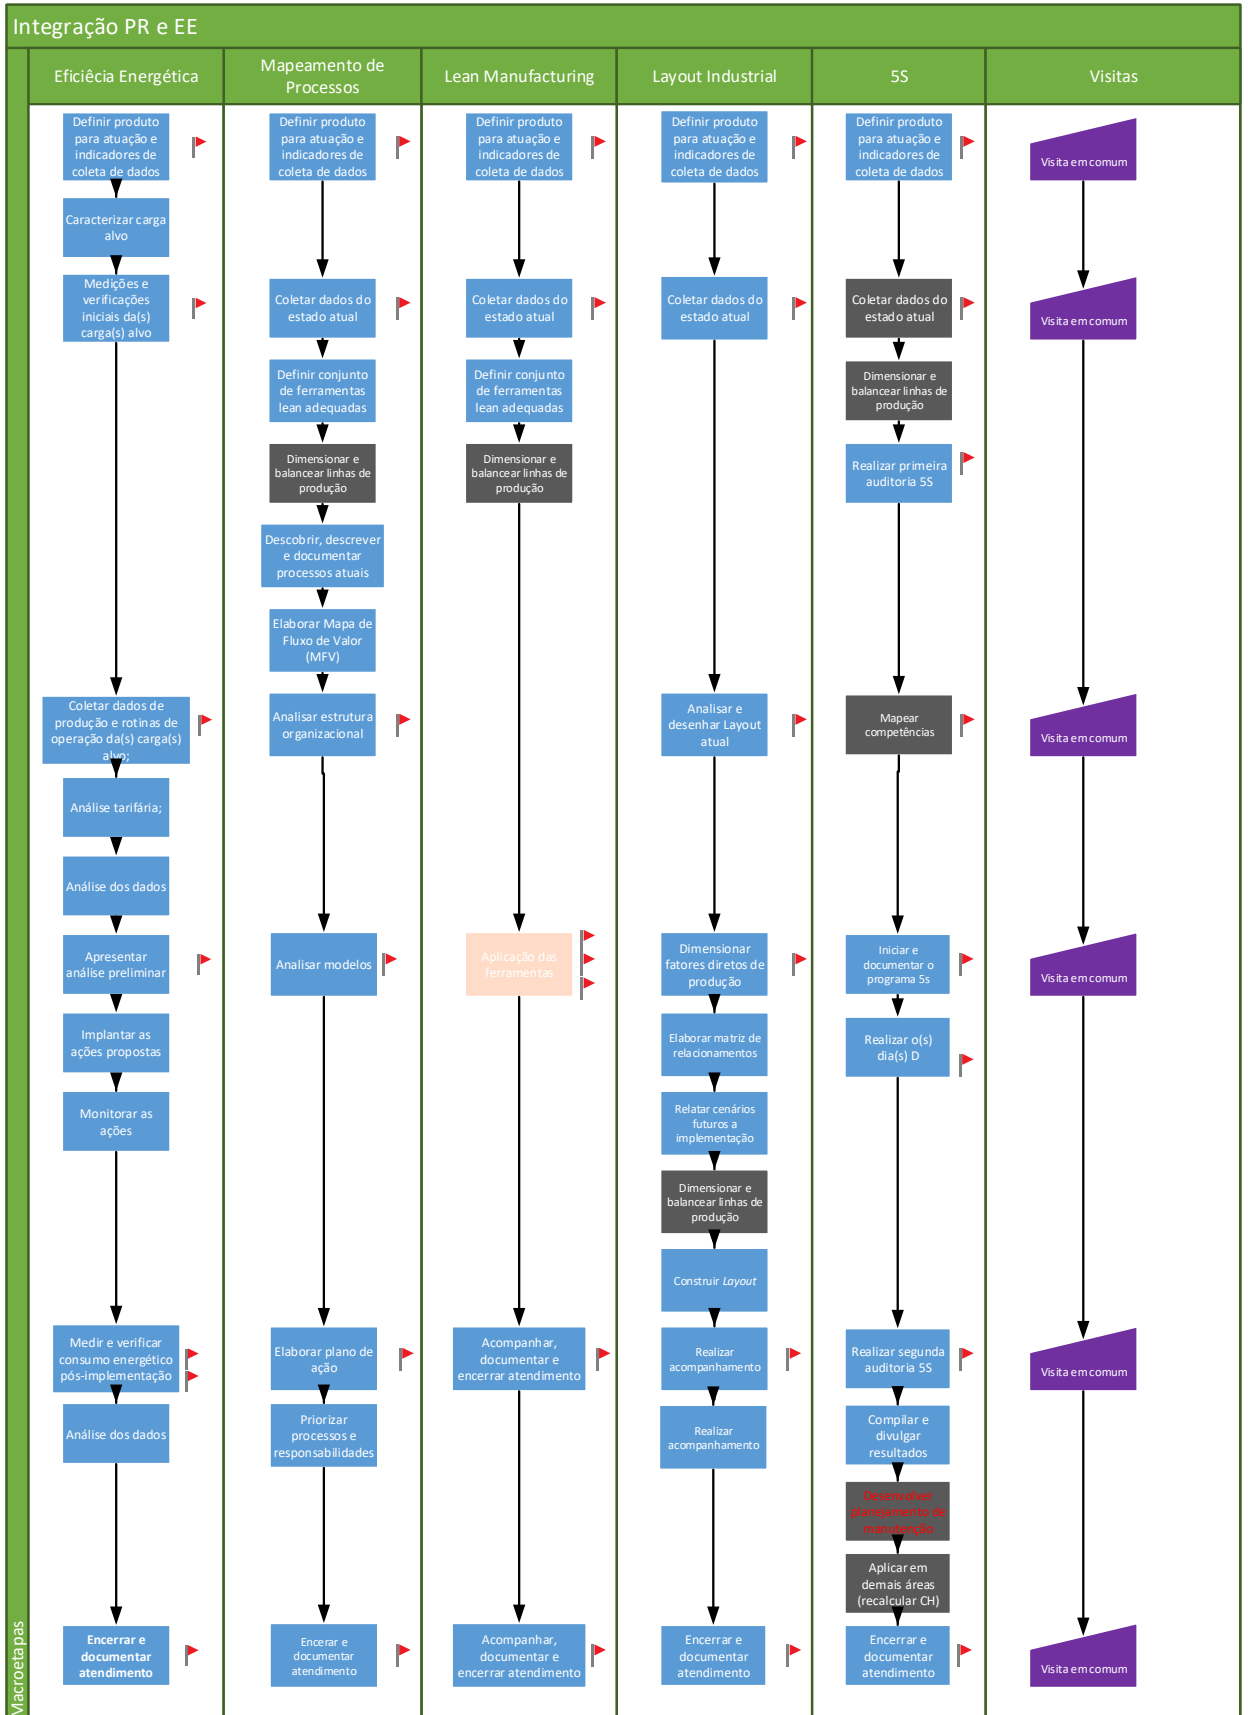 Integração PR e EE
Eficiêcia Energética
Mapeamento de
Processos
Lean Manufacturing
Layout Industrial
5S
Visitas
Macroetapas
Definir produto
para atuação e
indicadores de
coleta de dados
Caracterizar carga
alvo
Medições e
verificações
iniciais da(s)
carga(s) alvo
Coletar dados de
produção e rotinas de
operação da(s) carga(s)
alvo;
Análise tarifária;
Análise dos dados
Apresentar
análise preliminar
Implantar as
ações propostas
Monitorar as
ações
Medir e verificar
consumo energético
pós-implementação
Análise dos dados
Encerrar e
documentar
atendimento
Definir produto
para atuação e
indicadores de
coleta de dados
Coletar dados do
estado atual
Definir conjunto
de ferramentas
lean adequadas
Dimensionar e
balancear linhas de
produção
Descobrir, descrever
e documentar
processos atuais
Elaborar Mapa de
Fluxo de Valor
(MFV)
Analisar estrutura
organizacional
Analisar modelos
Elaborar plano de
ação
Priorizar
processos e
responsabilidades
Encerar e
documentar
atendimento
Definir produto
para atuação e
indicadores de
coleta de dados
Coletar dados do
estado atual
Definir conjunto
de ferramentas
lean adequadas
Dimensionar e
balancear linhas de
produção
Aplicação das
ferramentas
Acompanhar,
documentar e
encerrar atendimento
Acompanhar,
documentar e
encerrar atendimento
Definir produto
para atuação e
indicadores de
coleta de dados
Coletar dados do
estado atual
Analisar e
desenhar Layout
atual
Dimensionar
fatores diretos de
produção
Elaborar matriz de
relacionamentos
Relatar cenários
futuros a
implementação
Dimensionar e
balancear linhas de
produção
Construir Layout
Realizar
acompanhamento
Realizar
acompanhamento
Encerrar e
documentar
atendimento
Definir produto
para atuação e
indicadores de
coleta de dados
Coletar dados do
estado atual
Dimensionar e
balancear linhas de
produção
Realizar primeira
auditoria 5S
Mapear
competências
Iniciar e
documentar o
programa 5s
Realizar o(s)
dia(s) D
Realizar segunda
auditoria 5S
Compilar e
divulgar
resultados
Desenvolver
planejamento de
manutenção
Aplicar em
demais áreas
(recalcular CH)
Encerrar e
documentar
atendimento
Visita em comum
Visita em comum
Visita em comum
Visita em comum
Visita em comum
Visita em comum